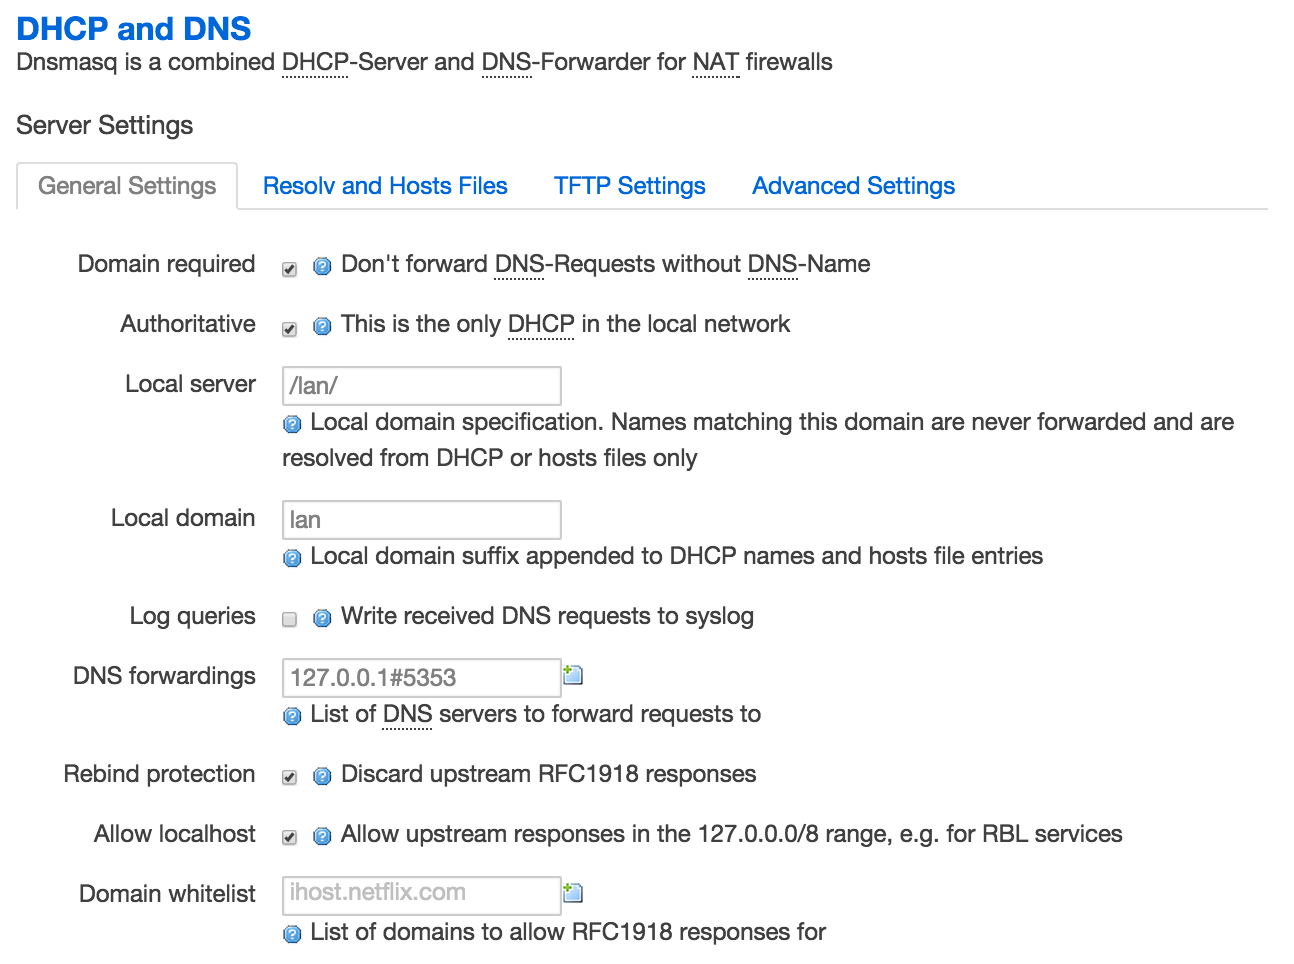 DHCP and DNS
Dnsmasq is a combined DHCP-Server and DNS-Forwarder for NAT firewalls
Server Settings
General Settings Resolv and Hosts Files TFTP Settings Advanced Settings
Domain required Don't forward DNS-Requests without DNS-Name
Authoritative This is the only DHCP in the local network
Local server /lan/
Local domain specification. Names matching this domain are never forwarded and are
resolved from DHCP or hosts files only
Local domain lan
Local domain suffix appended to DHCP names and hosts file entries
Log queries Write received DNS requests to syslog
DNS forwardings 127.0.0.1#5353
List of DNS servers to forward requests to
Rebind protection Discard upstream RFC1918 responses
Allow localhost Allow upstream responses in the 127.0.0.0/8 range, e.g. for RBL services
Domain whitelist ihost.netflix.com
List of domains to allow RFC1918 responses for